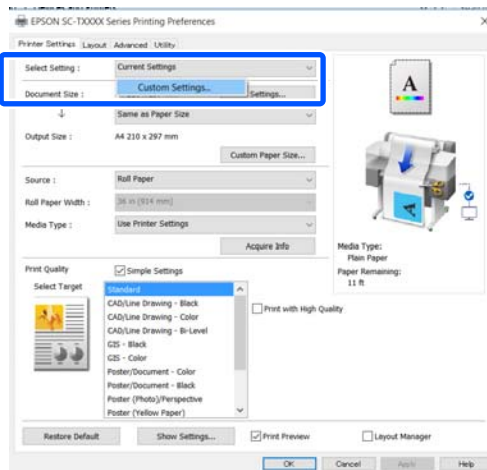 EPSON SC-TXXXX Series Printing Preferences
Printer Settings Layout Advanced Utility
Select Setting : Current Settings
Custom Settings...
Document Size : Settings...
Same as Paper Size
Output Size : A4 210 x 297 mm
Custom Paper Size...
Source : Roll Paper
Roll Paper Width : 36 in (914 mm)
Media Type : Use Printer Settings
Acquire Info
A
A
Media Type:
Plain Paper
Paper Remaining:
11 ft
Print Quality Simple Settings
Select Target
Standard
CAD/Line Drawing - Black
CAD/Line Drawing - Color
CAD/Line Drawing - Bi-Level
GIS - Black
GIS - Color
Poster/Document - Color
Poster/Document - Black
Poster (Photo)/Perspective
Poster (Yellow Paper)
Print with High Quality
Restore Default Show Settings... Print Preview Layout Manager
OK Cancel Apply Help